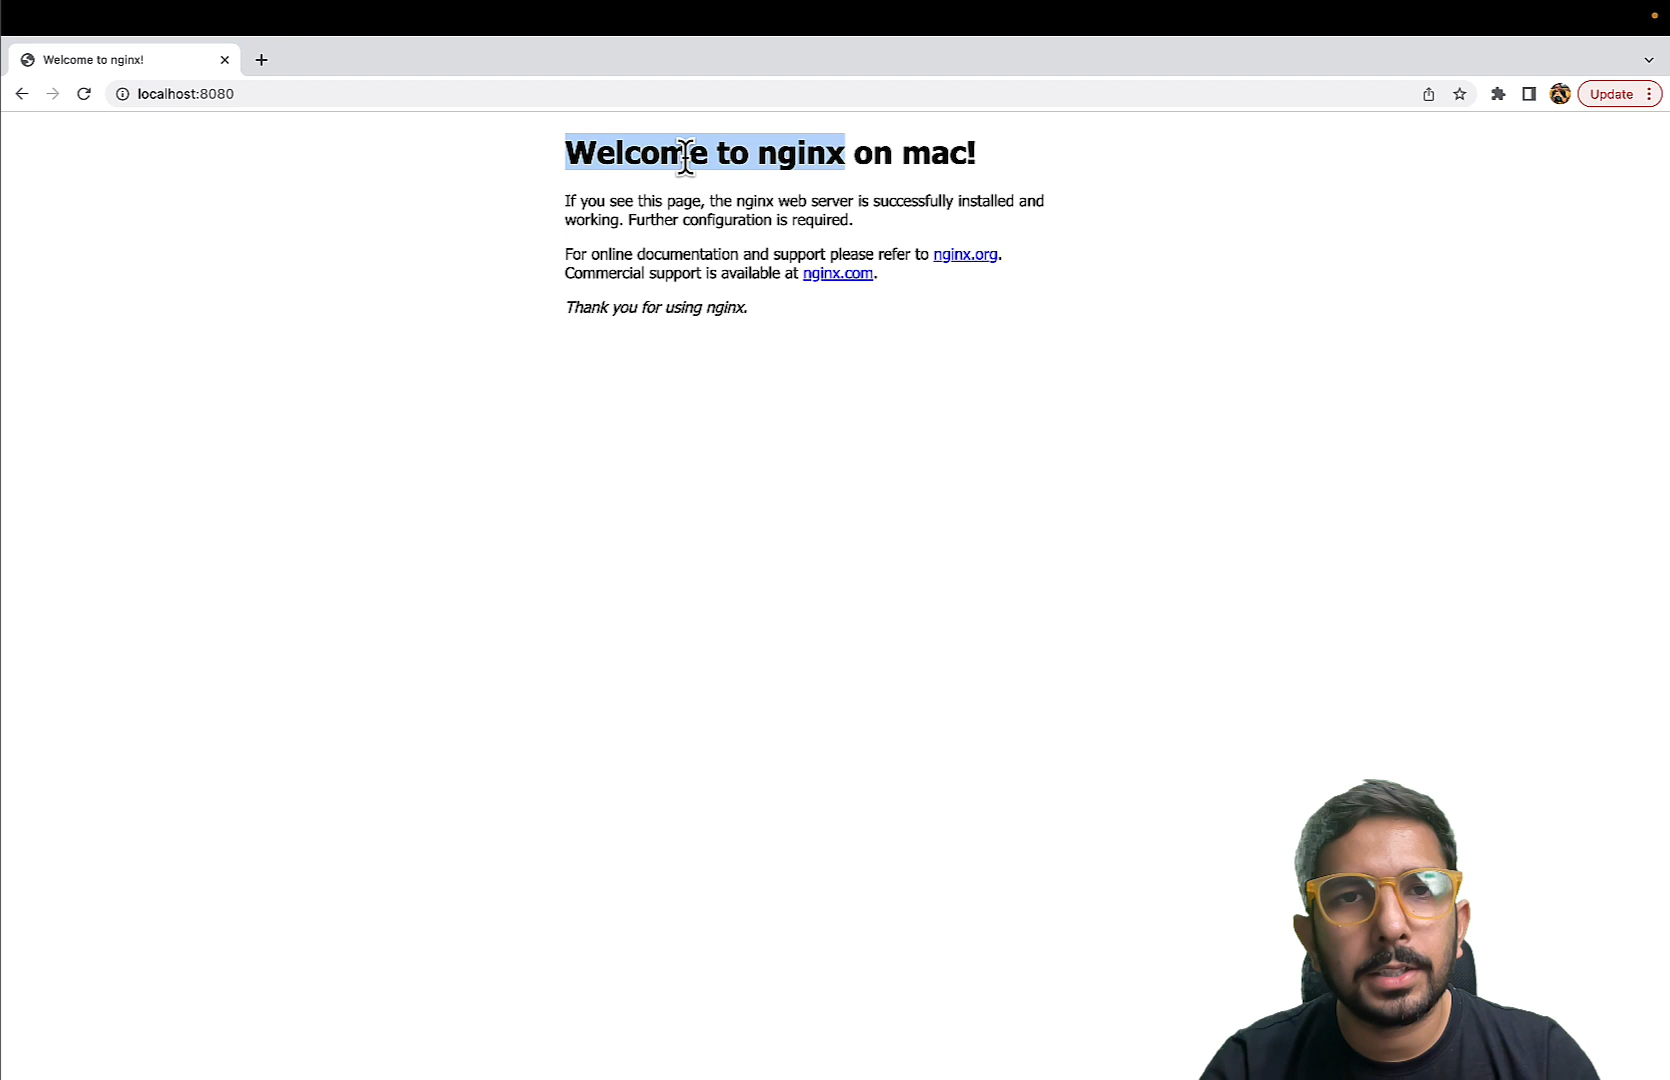 Welcome to nginx!
localhost:8080
Update
Welcome to nginx on mac!
If you see this page, the nginx web server is successfully installed and
working. Further configuration is required.
For online documentation and support please refer to nginx.org.
Commercial support is available at nginx.com.
Thank you for using nginx.